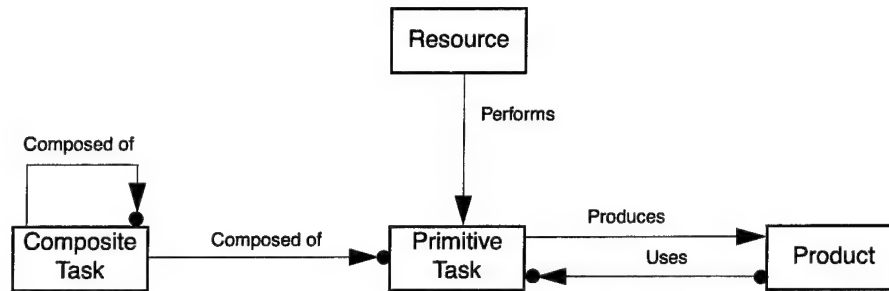 Resource
Performs
Composed of
Composite
Task
Composed of
Primitive
Task
Produces
Uses
Product